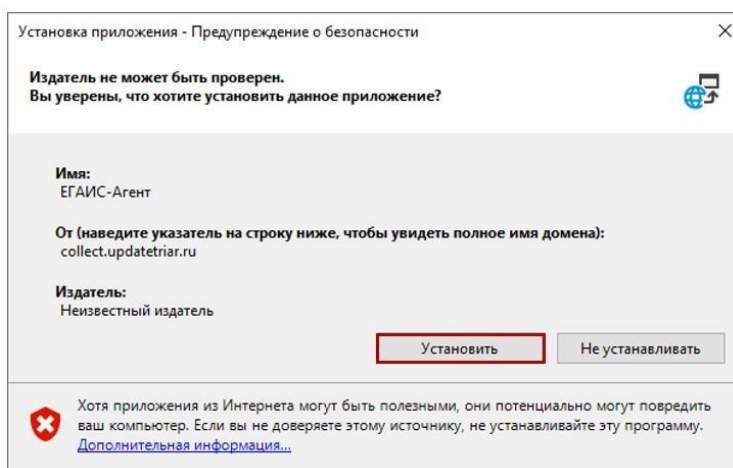 Установка приложения - Предупреждение о безопасности
Издатель не может быть проверен.
Вы уверены, что хотите установить данное приложение?
Имя:
ЕГАИС-Агент
От (наведите указатель на строку ниже, чтобы увидеть полное имя домена):
collect.updatetriar.ru
Издатель:
Неизвестный издатель
Установить
Не устанавливать
Хотя приложения из Интернета могут быть полезными, они потенциально могут повредить
ваш компьютер. Если вы не доверяете этому источнику, не устанавливайте эту программу.
Дополнительная информация...